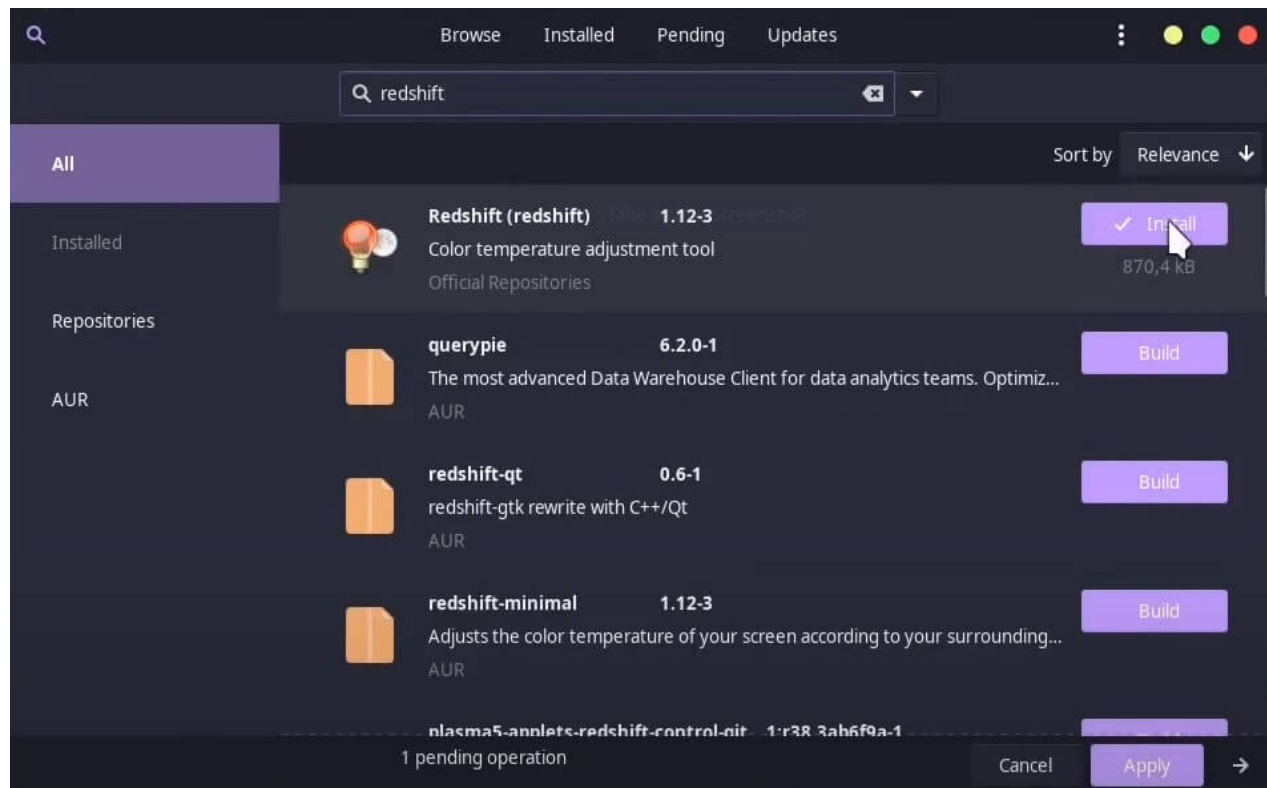 Browse Installed Pending Updates
redshift
All
Installed
Repositories
AUR
Sort by Relevance
Redshift (redshift) 1.12-3
Color temperature adjustment tool
Official Repositories
Install
870,4 kB
querypie 6.2.0-1
The most advanced Data Warehouse Client for data analytics teams. Optimiz...
AUR
Build
redshift-qt 0.6-1
redshift-gtk rewrite with C++/Qt
AUR
Build
redshift-minimal 1.12-3
Adjusts the color temperature of your screen according to your surrounding...
AUR
Build
plasma5-applets-redshift-control-git 1:r38.3ab6f9a-1
1 pending operation
Cancel Apply